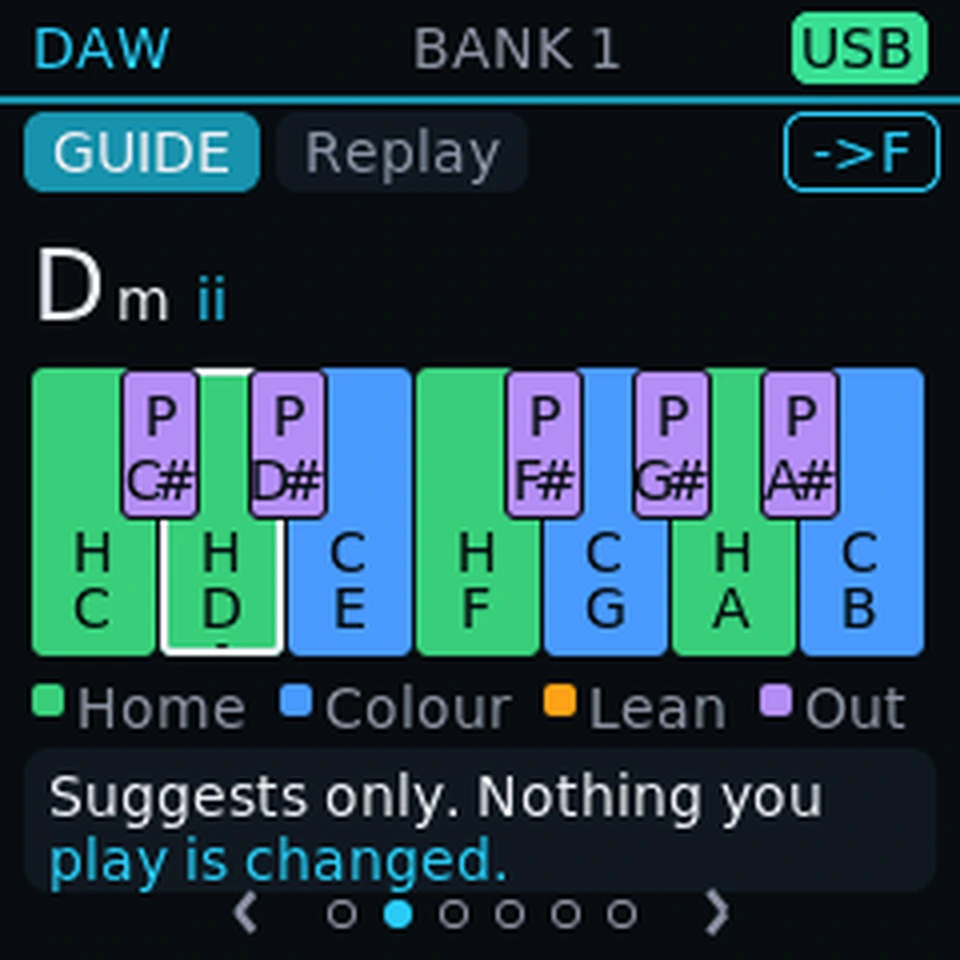 DAW BANK 1 USB
GUIDE Replay ->F
D m ii
P P P P P
C# D# F# G# A#
H H C H C H C
C D E F G A B
-
Home Colour Lean Out
Suggests only. Nothing you
play is changed.